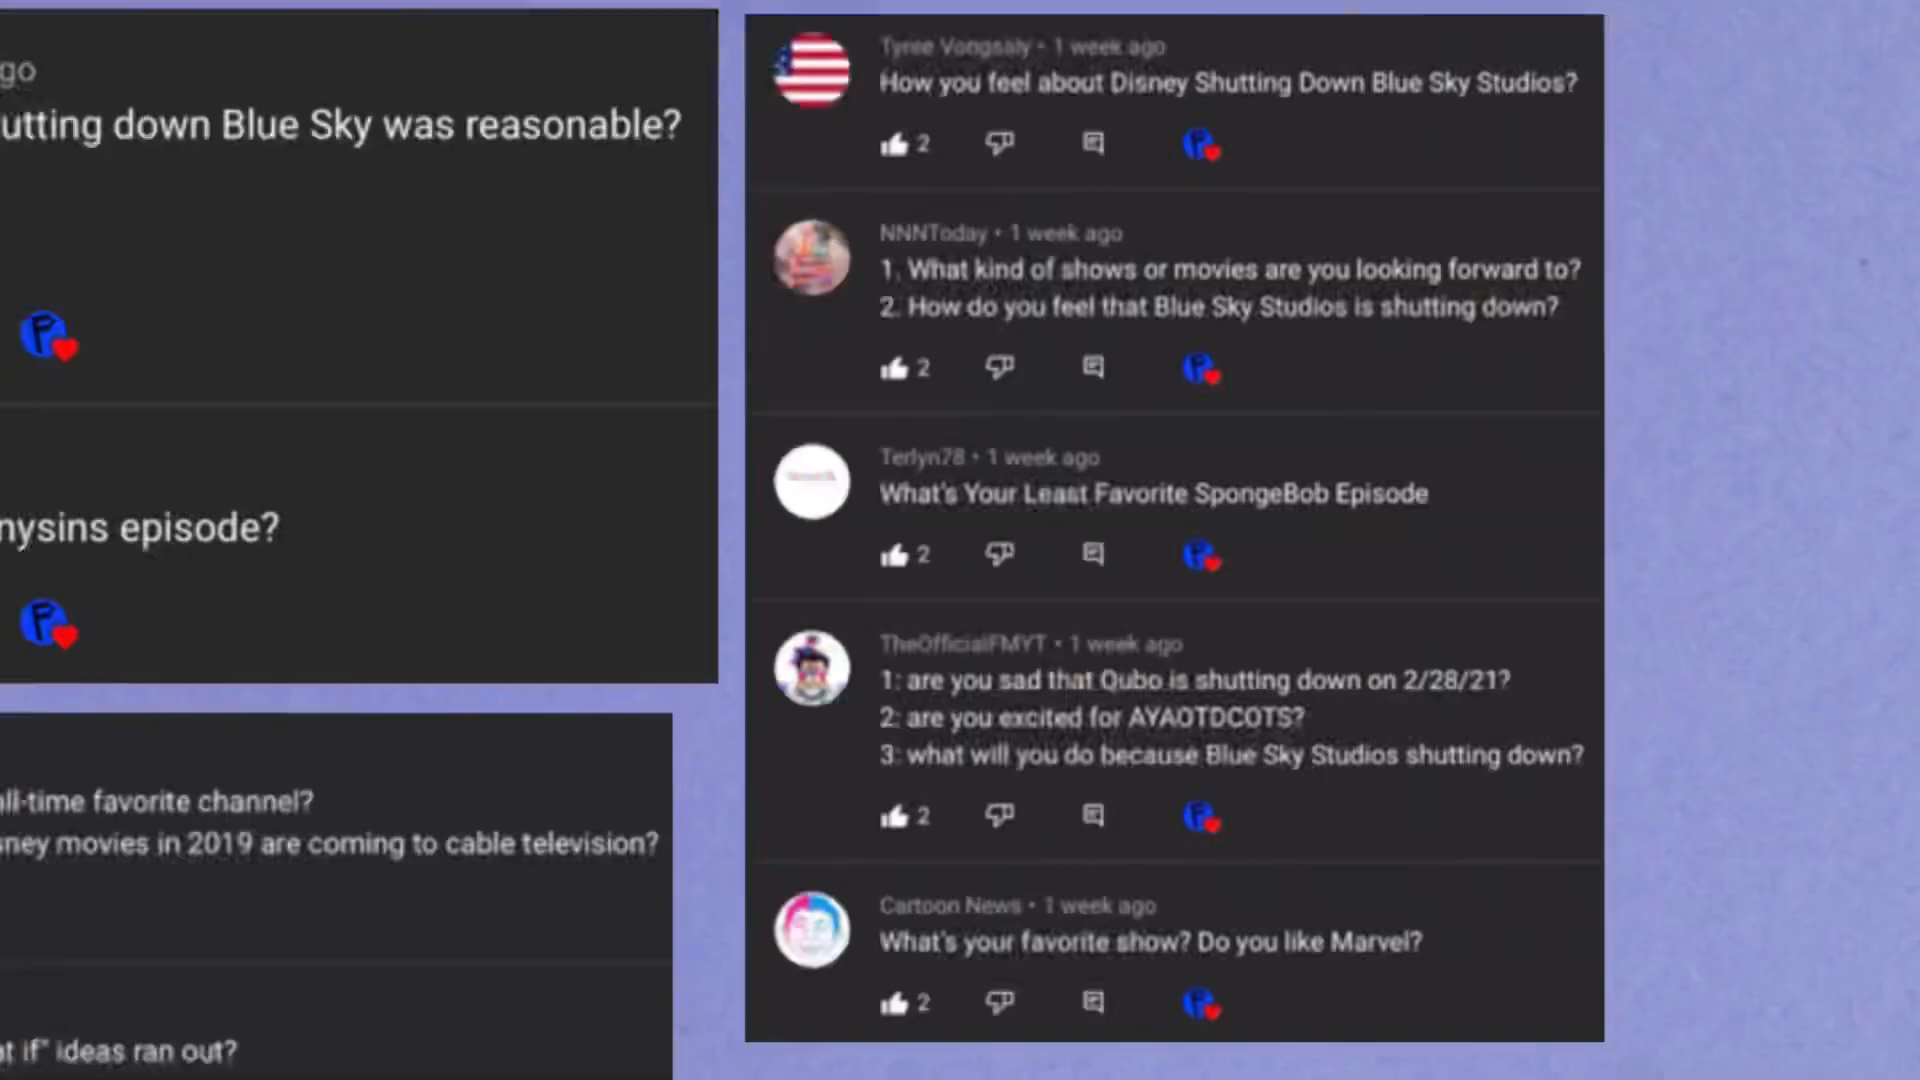 go
utting down Blue Sky was reasonable?
nysins episode?
all-time favorite channel?
sney movies in 2019 are coming to cable television?
at if" ideas ran out?
Tyree Vongsaly • 1 week ago
How you feel about Disney Shutting Down Blue Sky Studios?
2
NNNToday • 1 week ago
1. What kind of shows or movies are you looking forward to?
2. How do you feel that Blue Sky Studios is shutting down?
2
Terlyn78 • 1 week ago
What's Your Least Favorite SpongeBob Episode
2
TheOfficialFMYT • 1 week ago
1: are you sad that Qubo is shutting down on 2/28/21?
2: are you excited for AYAOTDCOTS?
3: what will you do because Blue Sky Studios shutting down?
2
Cartoon News • 1 week ago
What's your favorite show? Do you like Marvel?
2